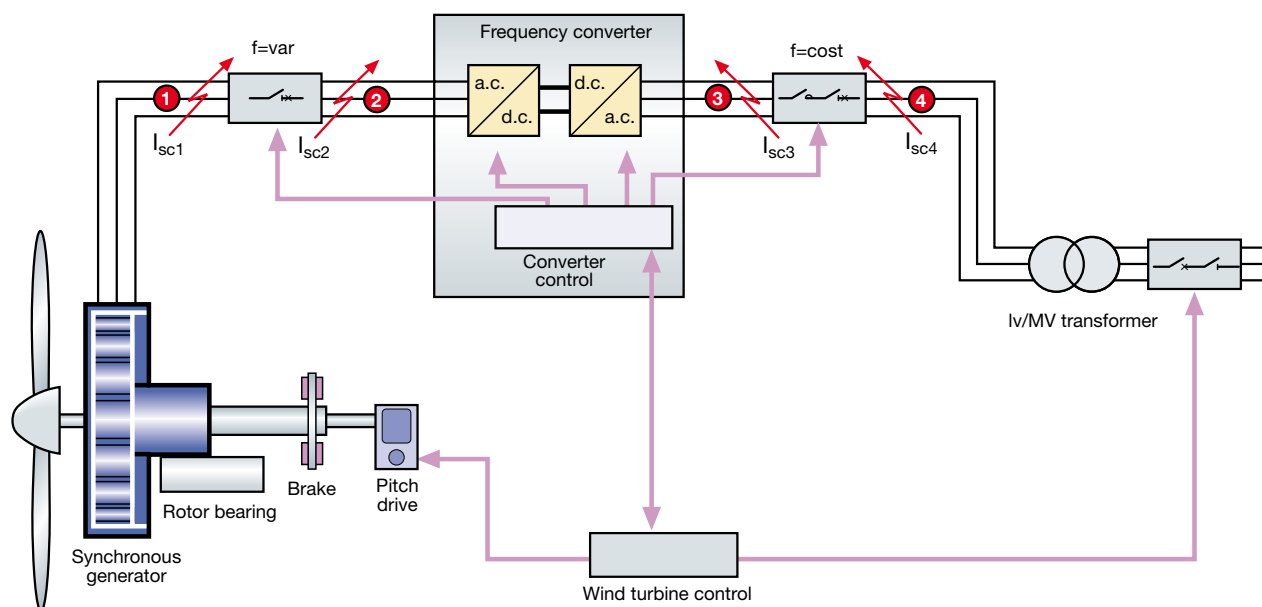 Frequency converter
f=var
f=cost
a.c.
d.c.
d.c.
a.c.
1
2
3
4
Isc1
Isc2
Isc3
Isc4
Converter
control
lv/MV transformer
Brake
Pitch
drive
Rotor bearing
Synchronous
generator
Wind turbine control